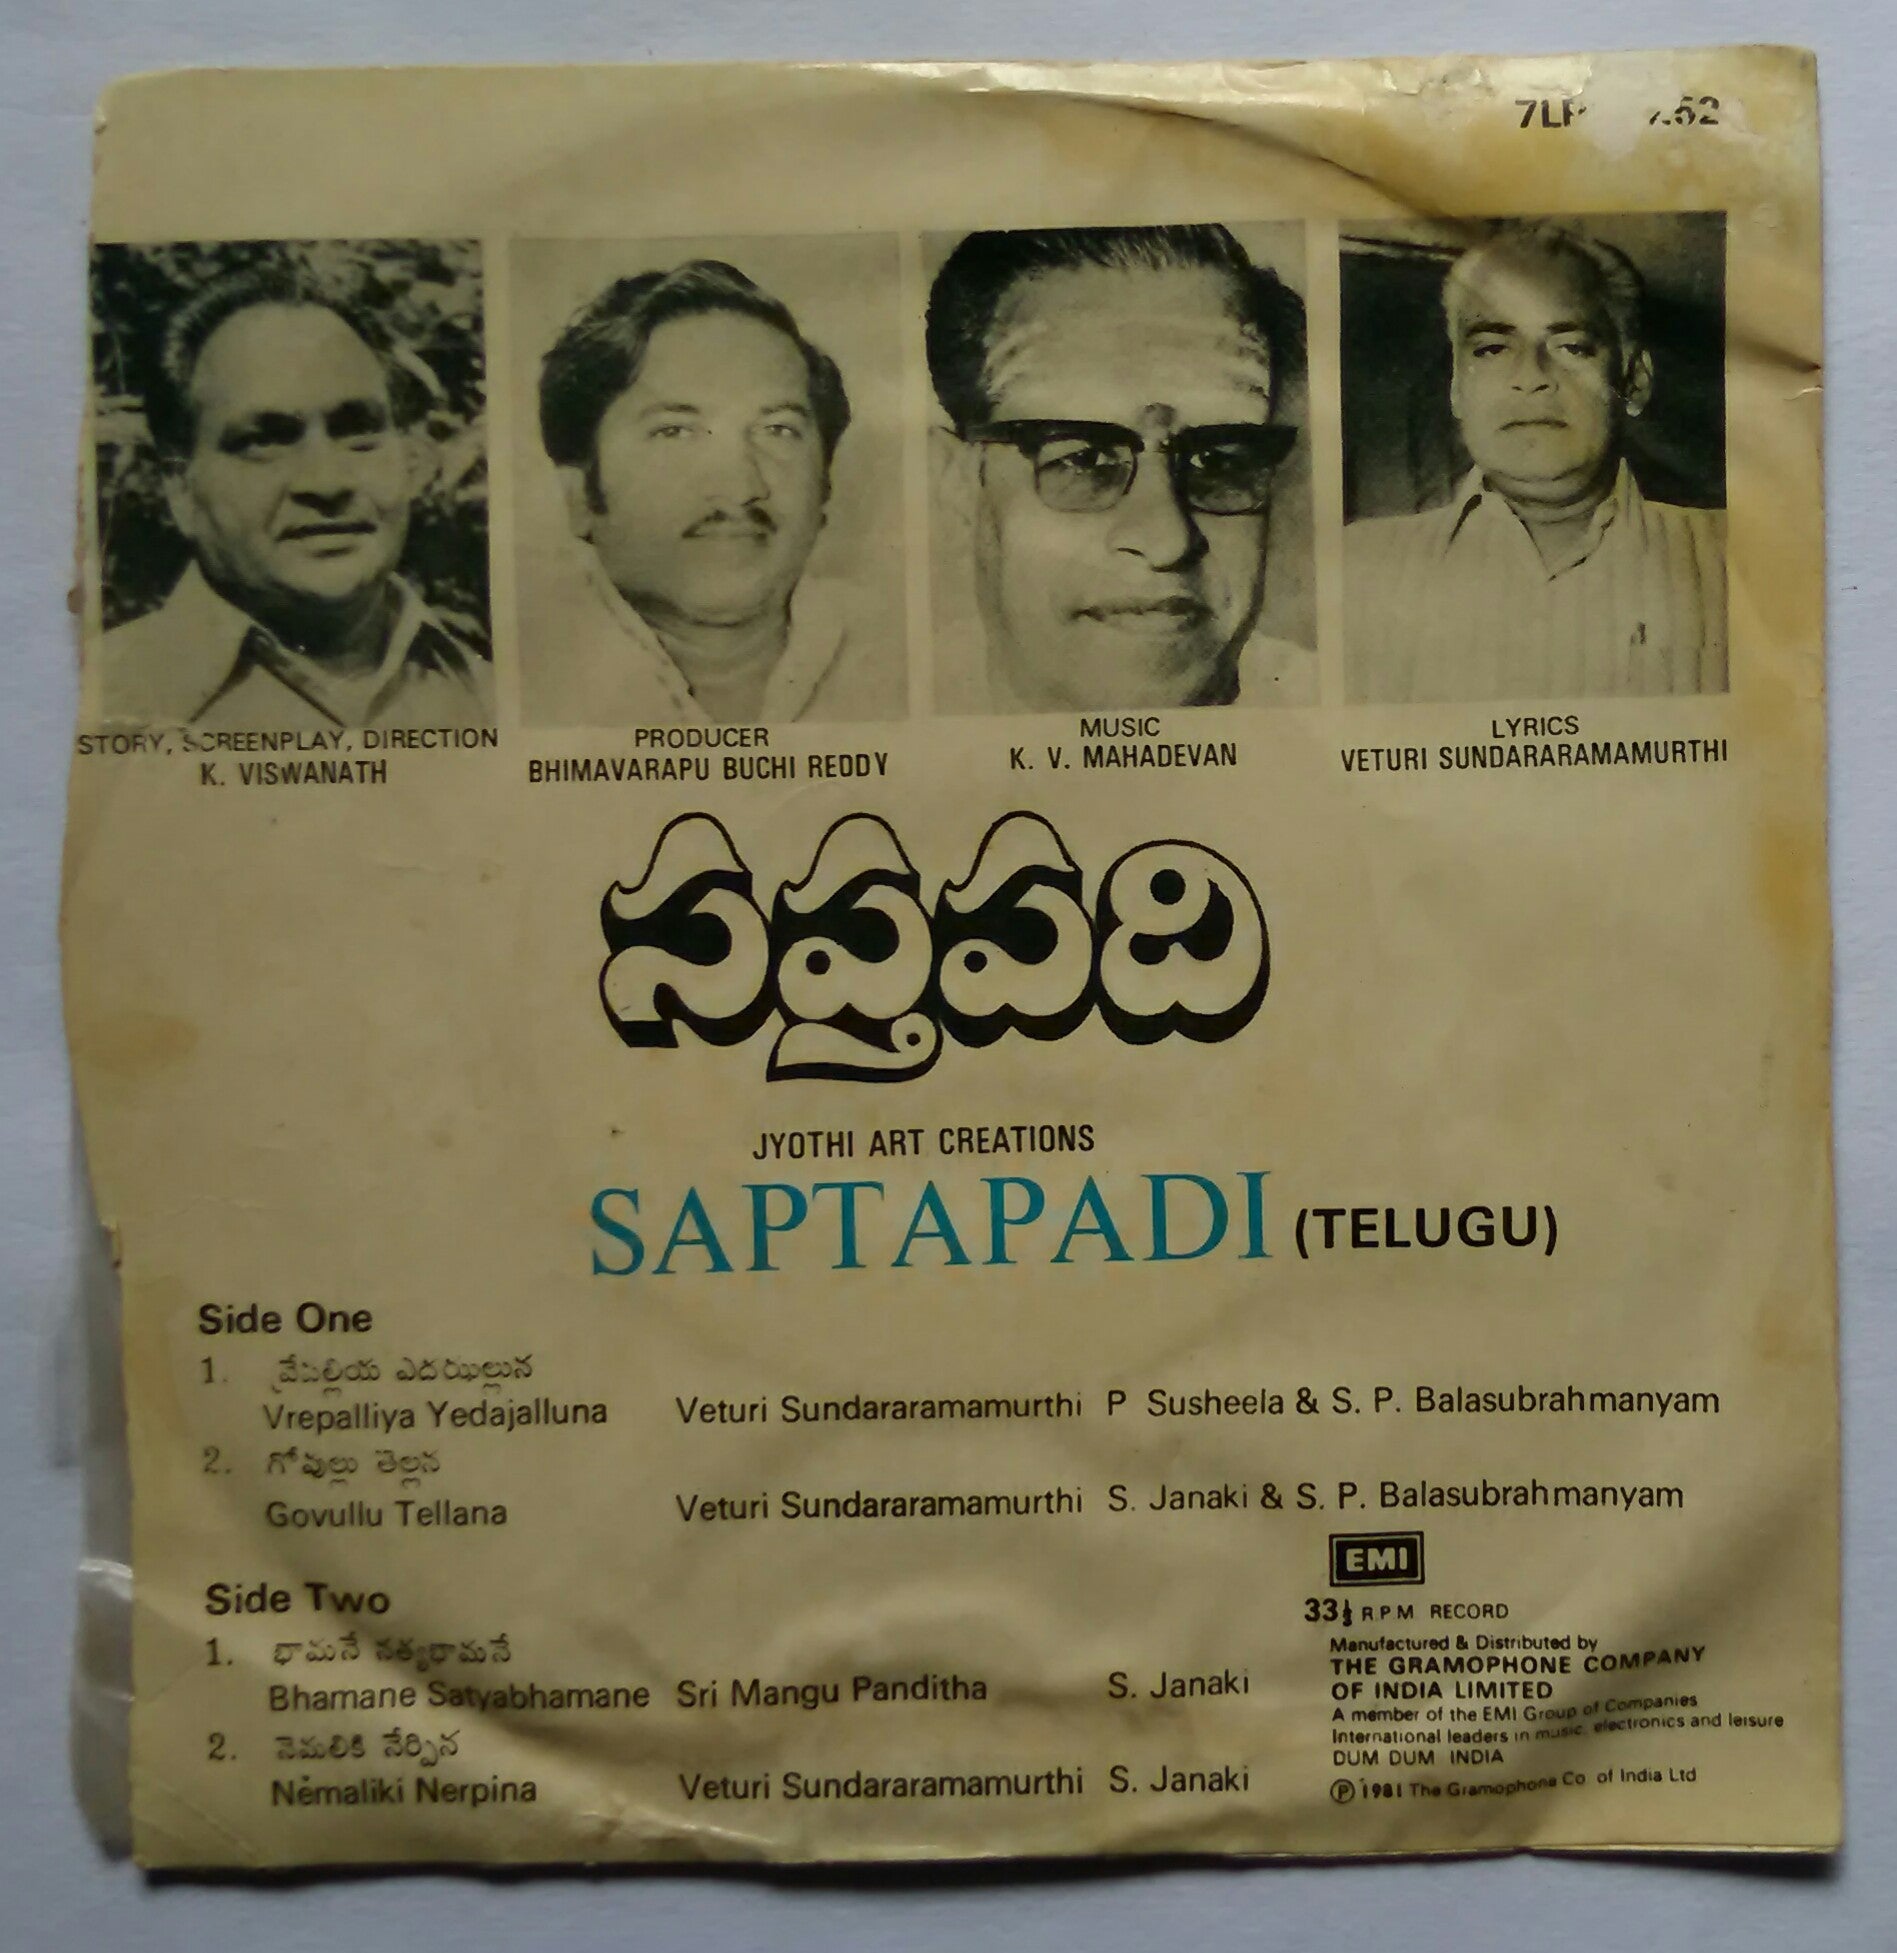 STORY, SCREENPLAY, DIRECTION
K. VISWANATH
PRODUCER
BHIMAVARAPU BUCHI REDDY
MUSIC
K. V. MAHADEVAN
LYRICS
VETURI SUNDARARAMAMURTHI
సప్తపది
JYOTHI ART CREATIONS
SAPTAPADI (TELUGU)
Side One
1. వ్రేపల్లియ ఎదఝల్లున
Vrepalliya Yedajalluna Veturi Sundararamamurthi P Susheela & S. P. Balasubrahmanyam
2. గోవుల్లు తెల్లన
Govullu Tellana Veturi Sundararamamurthi S. Janaki & S. P. Balasubrahmanyam
Side Two
1. భామనే సత్యభామనే
Bhamane Satyabhamane Sri Mangu Panditha S. Janaki
2. నెమలికి నేర్పిన
Nemaliki Nerpina Veturi Sundararamamurthi S. Janaki
EMI
33⅓ RPM RECORD
Manufactured & Distributed by
THE GRAMOPHONE COMPANY
OF INDIA LIMITED
A member of the EMI Group of Companies
International leaders in music, electronics and leisure
DUM DUM INDIA
Ⓟ 1981 The Gramophone Co of India Ltd